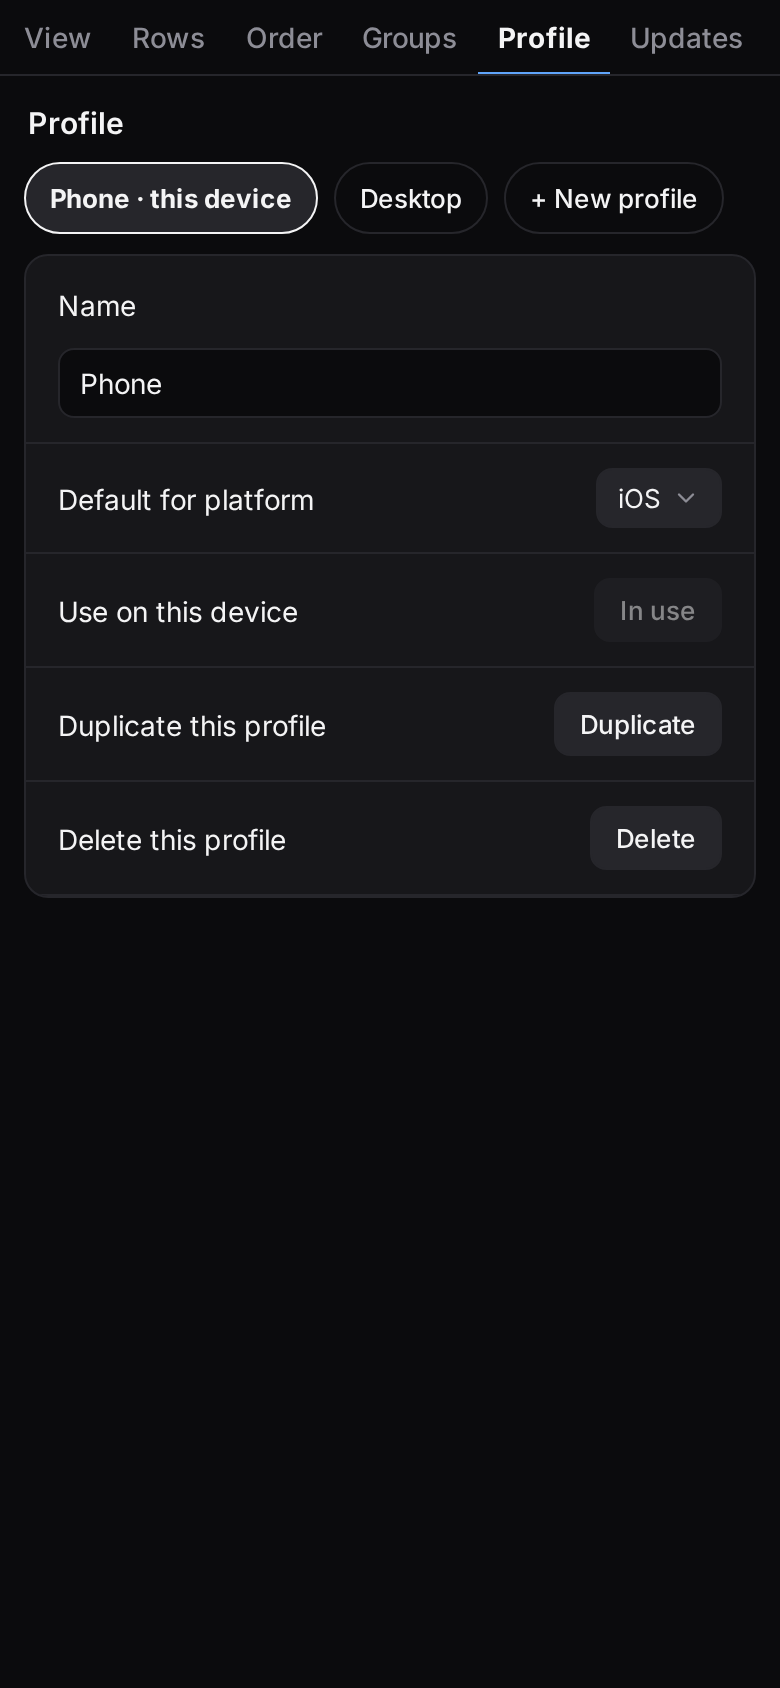 View Rows Order Groups Profile Updates
Profile
Phone · this device Desktop + New profile
Name
Phone
Default for platform iOS
Use on this device In use
Duplicate this profile Duplicate
Delete this profile Delete